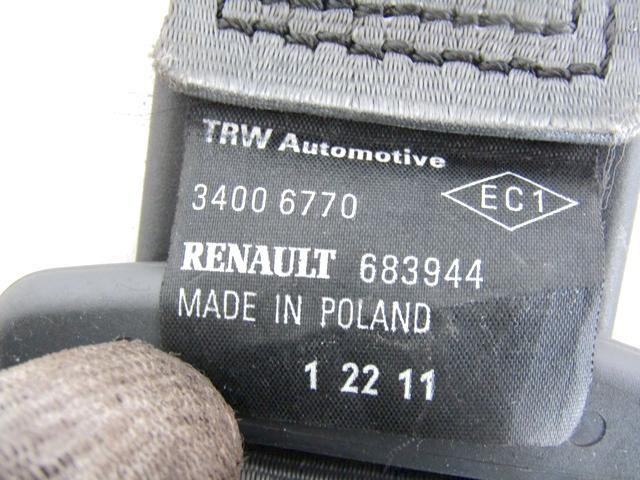 TRW Automotive
3400 6770 EC1
RENAULT 683944
MADE IN POLAND
1 22 11